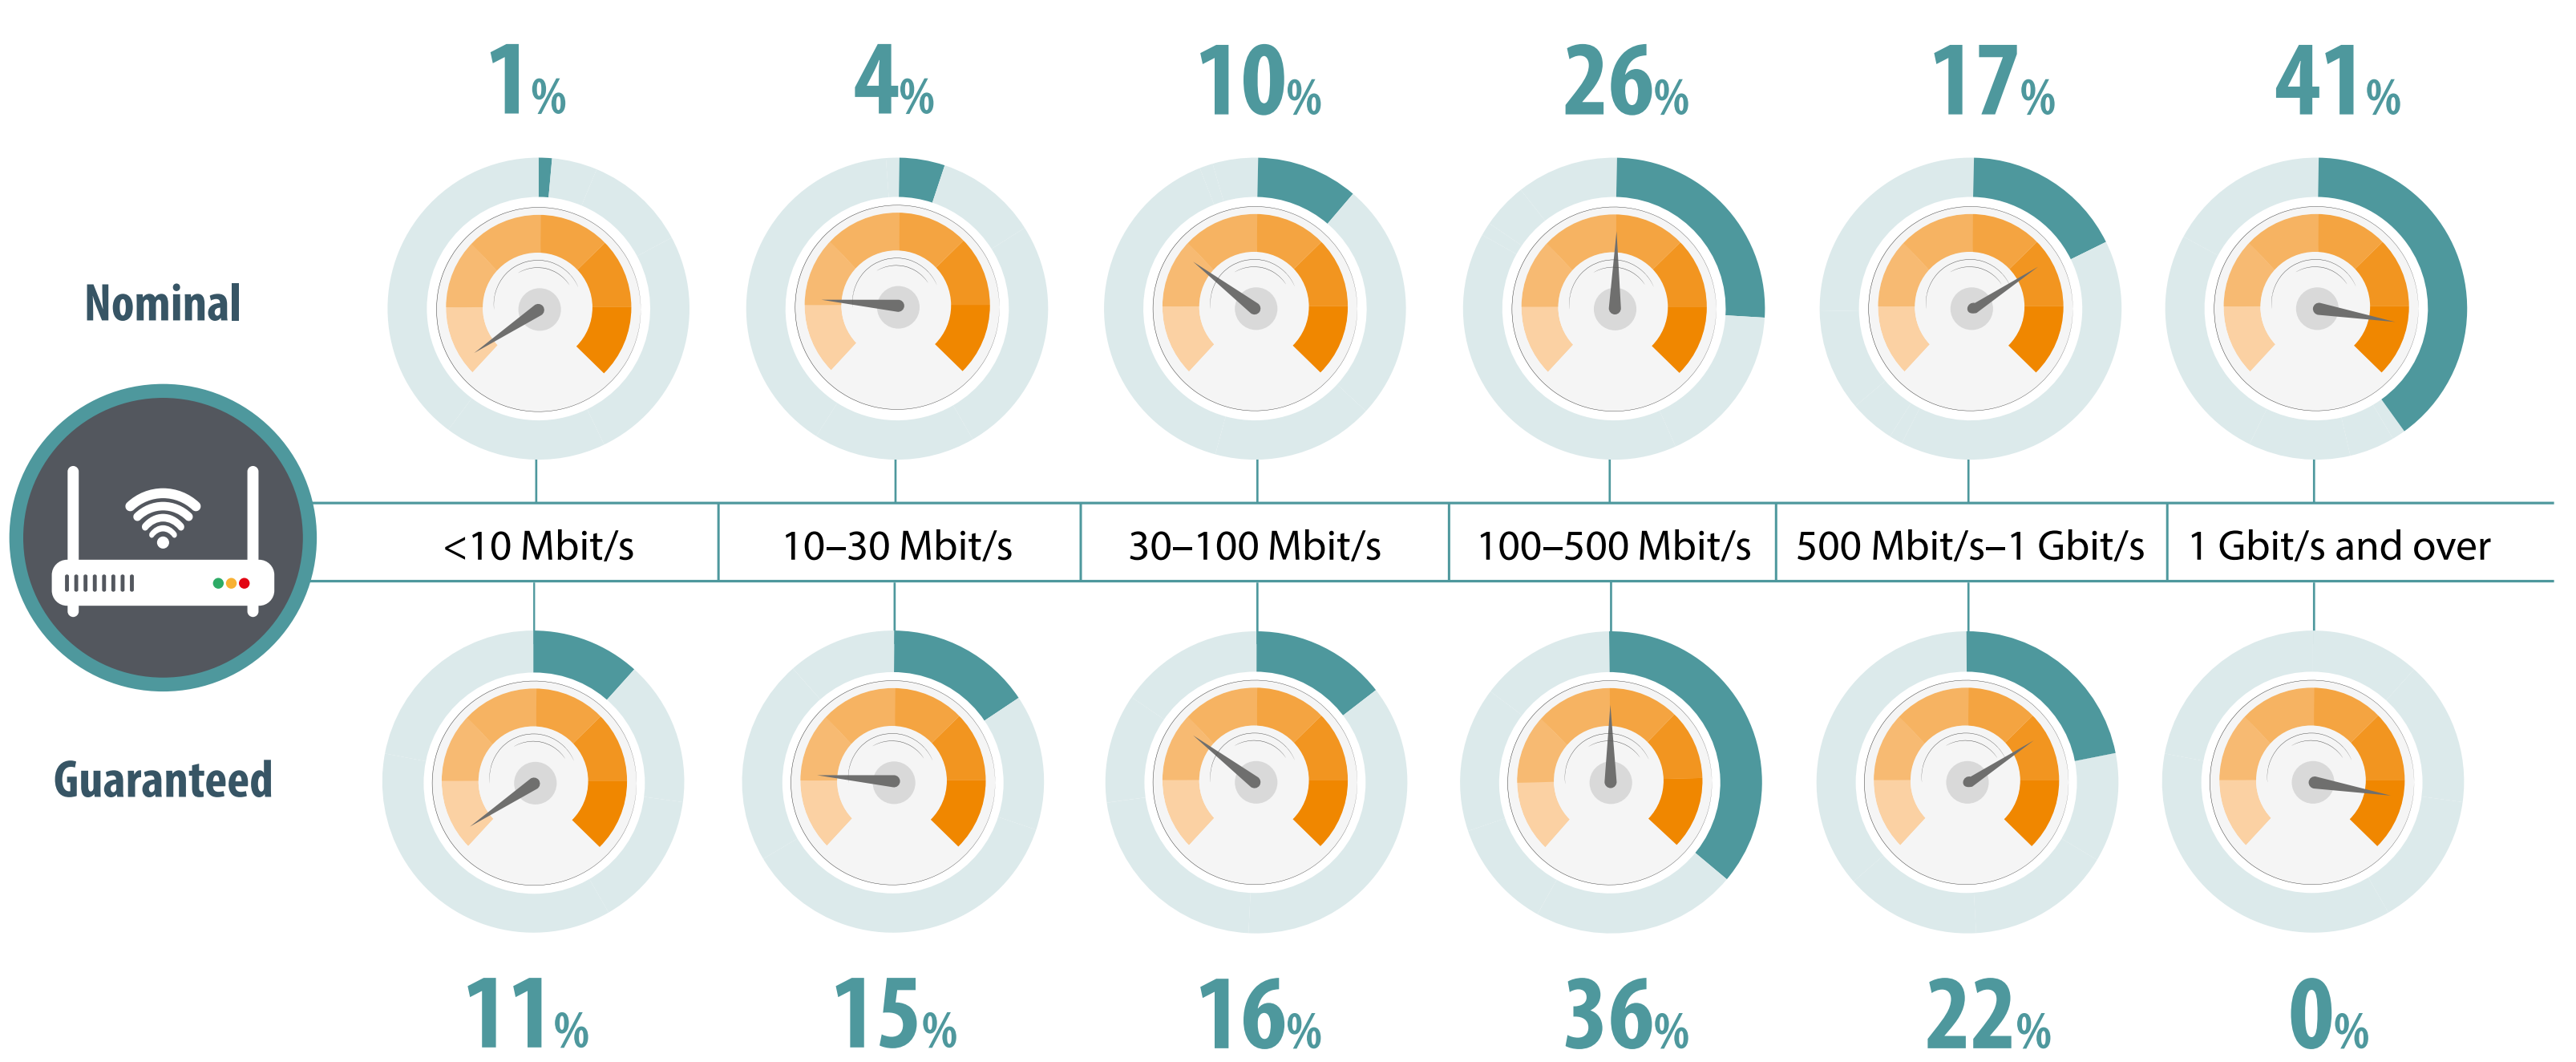 1% 4% 10% 26% 17% 41%
Nominal
<10 Mbit/s 10–30 Mbit/s 30–100 Mbit/s 100–500 Mbit/s 500 Mbit/s–1 Gbit/s 1 Gbit/s and over
Guaranteed
11% 15% 16% 36% 22% 0%